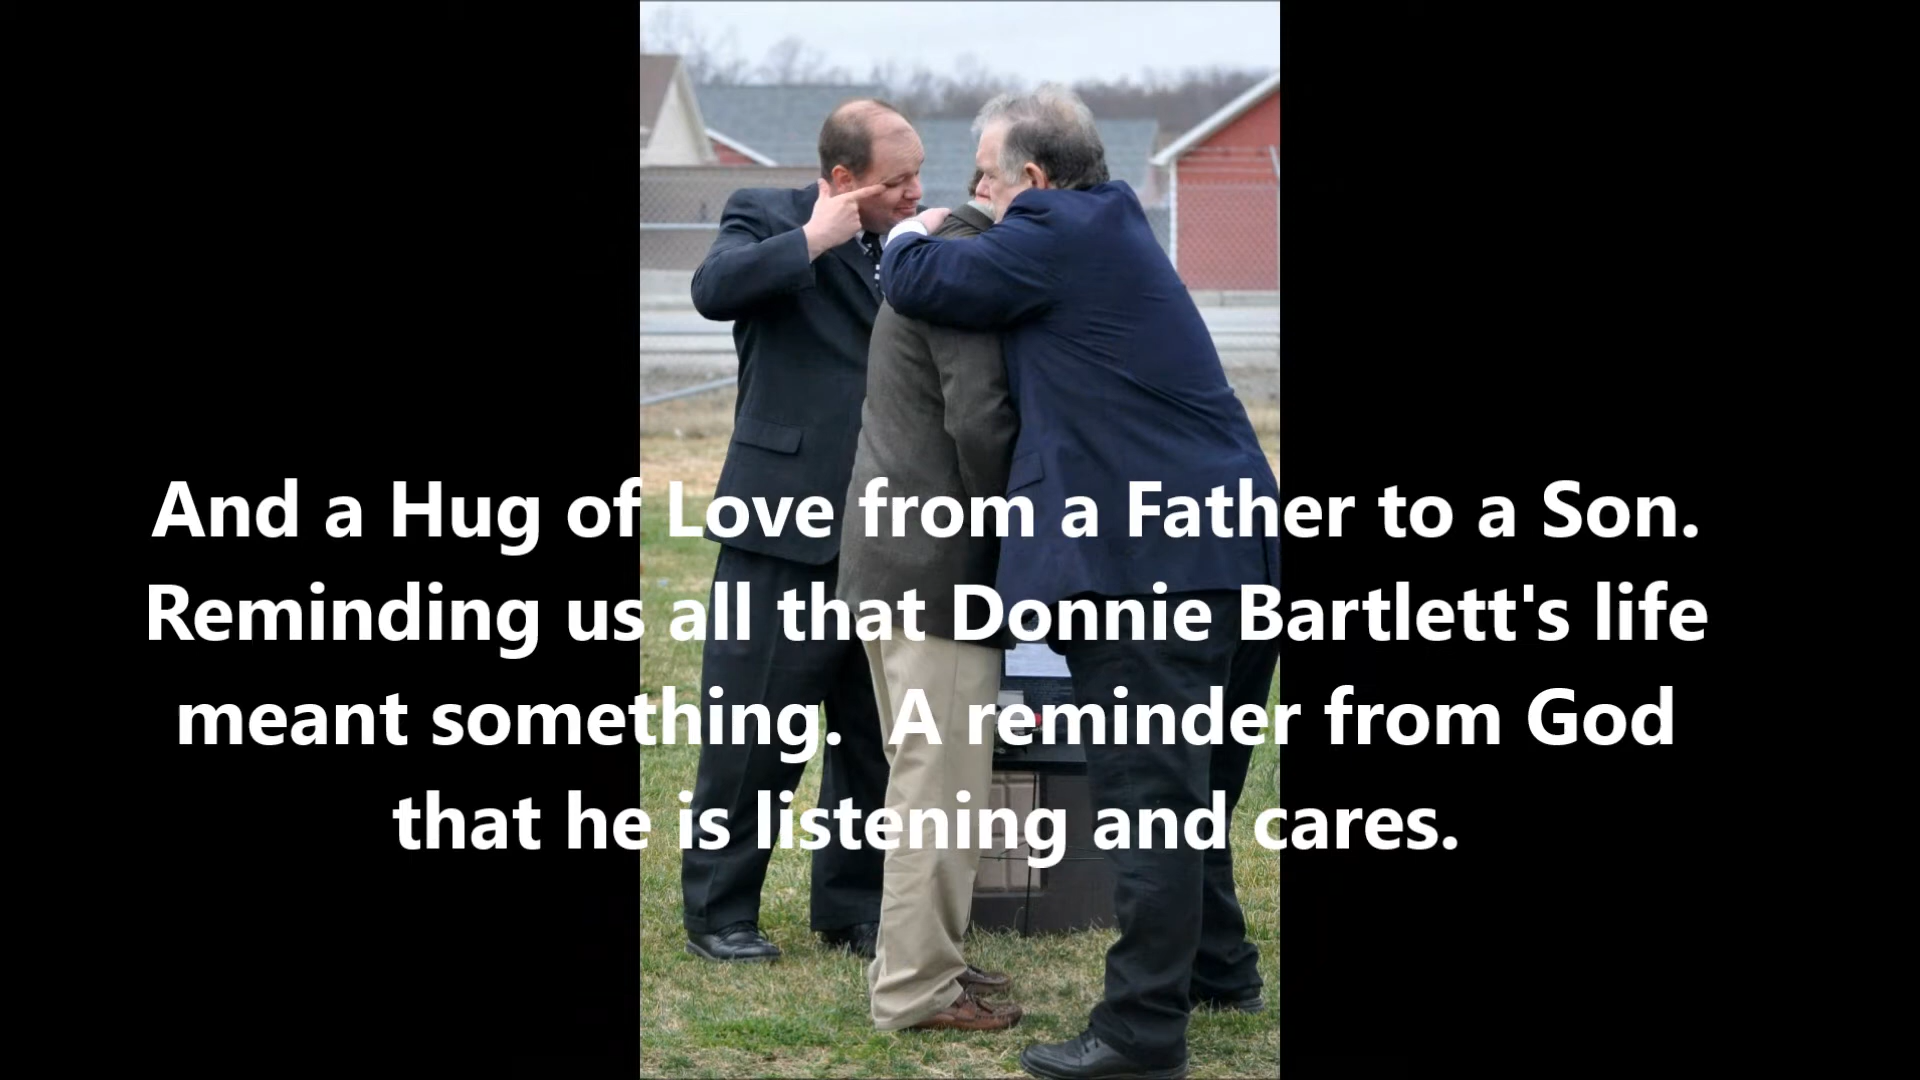 And a Hug of Love from a Father to a Son.
Reminding us all that Donnie Bartlett's life
meant something.  A reminder from God
that he is listening and cares.